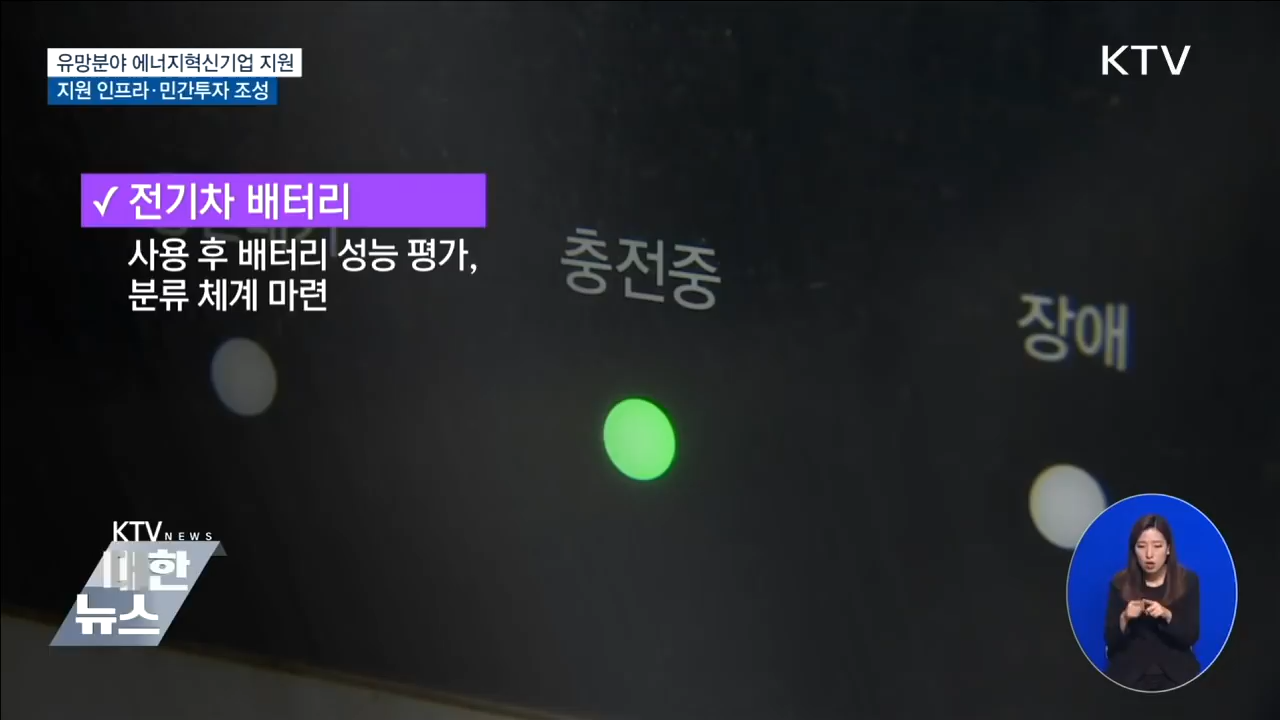 유망분야 에너지혁신기업 지원
지원 인프라·민간투자 조성
KTV
✓ 전기차 배터리
사용 후 배터리 성능 평가,
분류 체계 마련
충전중
장애
KTV NEWS
대한
뉴스